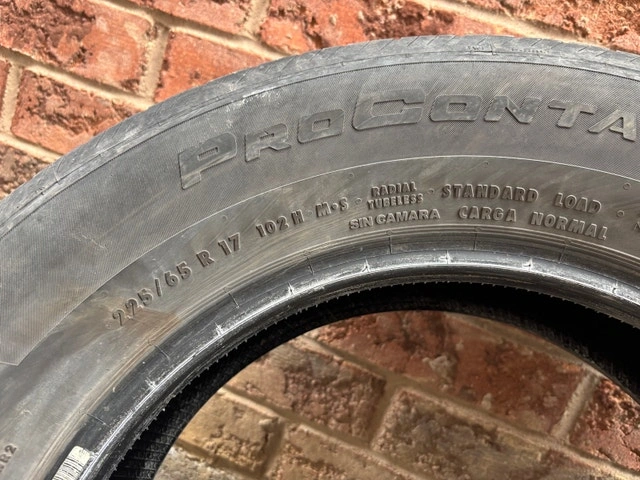 PROCONTA
225/65 R 17 102 H M+S RADIAL TUBELESS STANDARD LOAD
SIN CAMARA CARGA NORMAL